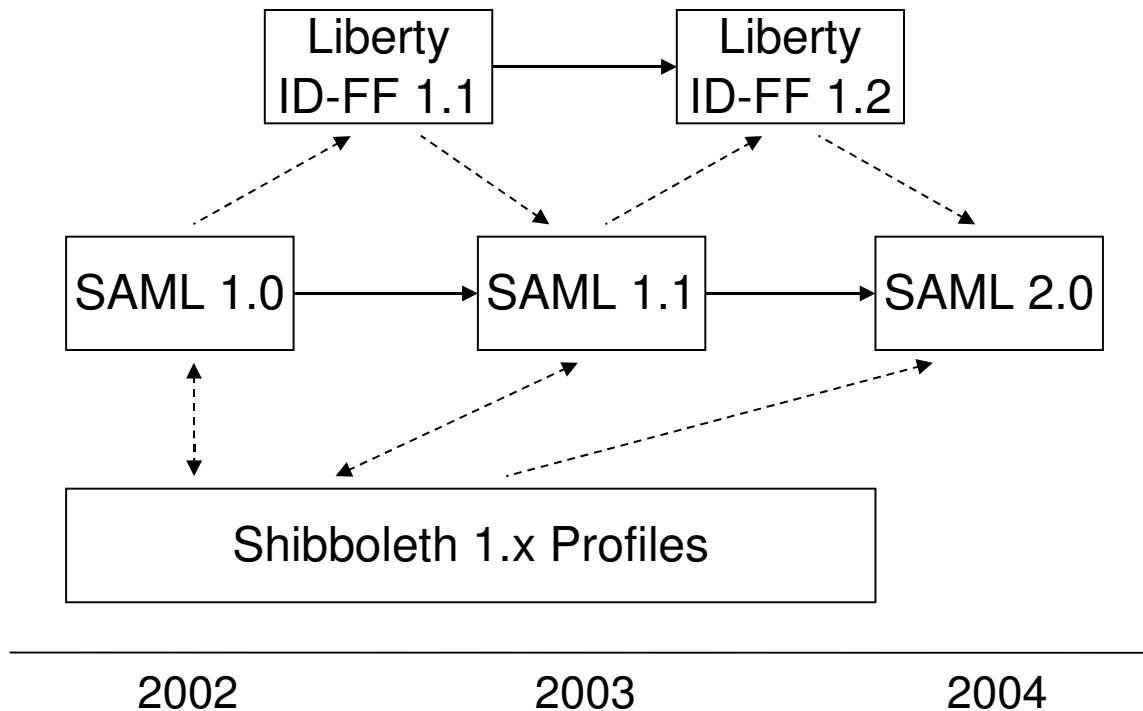 Liberty
ID-FF 1.1
Liberty
ID-FF 1.2
SAML 1.0
SAML 1.1
SAML 2.0
Shibboleth 1.x Profiles
2002
2003
2004